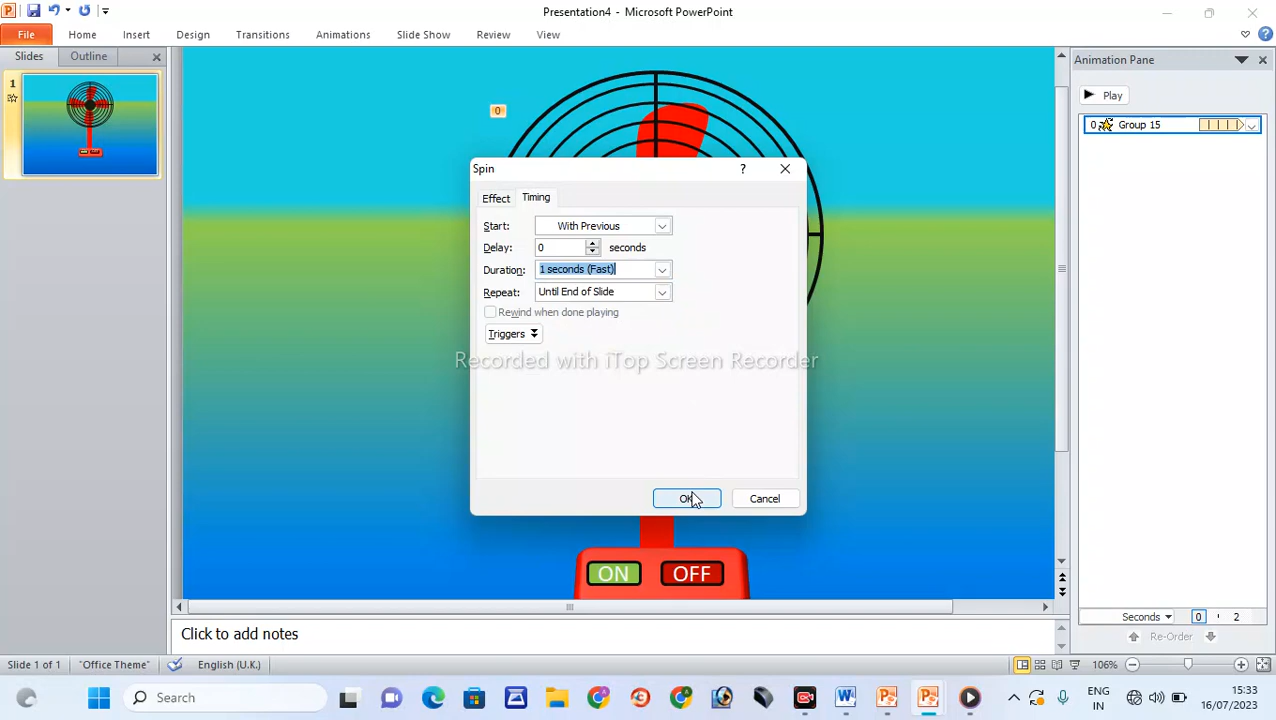 Presentation4 - Microsoft PowerPoint
File Home Insert Design Transitions Animations Slide Show Review View
Slides Outline
1
0
Animation Pane
Play
0 Group 15
Spin
Effect Timing
Start: With Previous
Delay: 0 seconds
Duration: 1 seconds (Fast)
Repeat: Until End of Slide
Rewind when done playing
Triggers
Recorded with iTop Screen Recorder
OK Cancel
ON OFF
Seconds 0 2
Re-Order
Click to add notes
Slide 1 of 1 "Office Theme" English (U.K.) 106%
Search
ENG
IN
15:33
16/07/2023